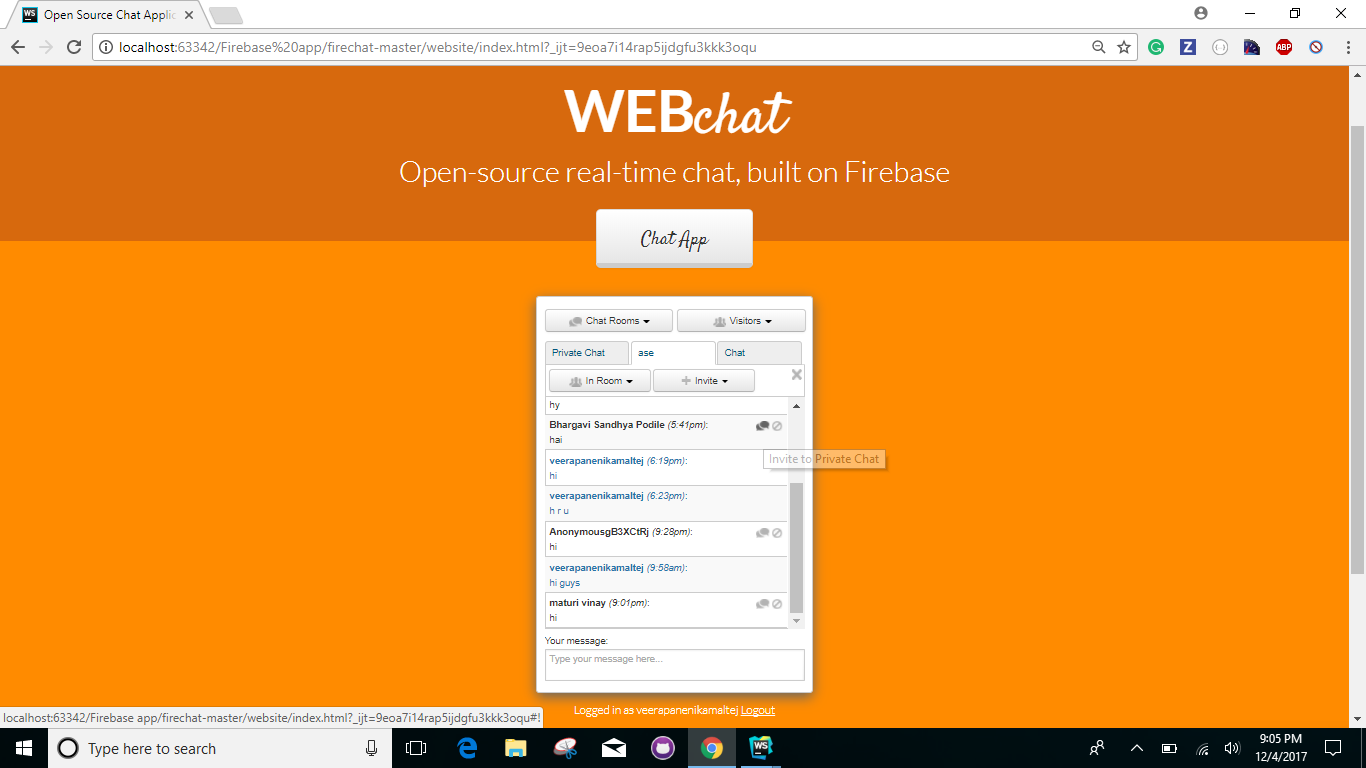 Open Source Chat Applic
localhost:63342/Firebase%20app/firechat-master/website/index.html?_ijt=9eoa7i14rap5ijdgfu3kkk3oqu
ABP
WEBchat
Open-source real-time chat, built on Firebase
Chat App
Chat Rooms Visitors
Private Chat ase Chat
In Room Invite
hy
Bhargavi Sandhya Podile (5:41pm):
hai
Invite to Private Chat
veerapanenikamaltej (6:19pm):
hi
veerapanenikamaltej (6:23pm):
h r u
AnonymousgB3XCtRj (9:28pm):
hi
veerapanenikamaltej (9:58am):
hi guys
maturi vinay (9:01pm):
hi
Your message:
Type your message here...
Logged in as veerapanenikamaltej Logout
localhost:63342/Firebase app/firechat-master/website/index.html?_ijt=9eoa7i14rap5ijdgfu3kkk3oqu#!
Type here to search
WS
9:05 PM
12/4/2017